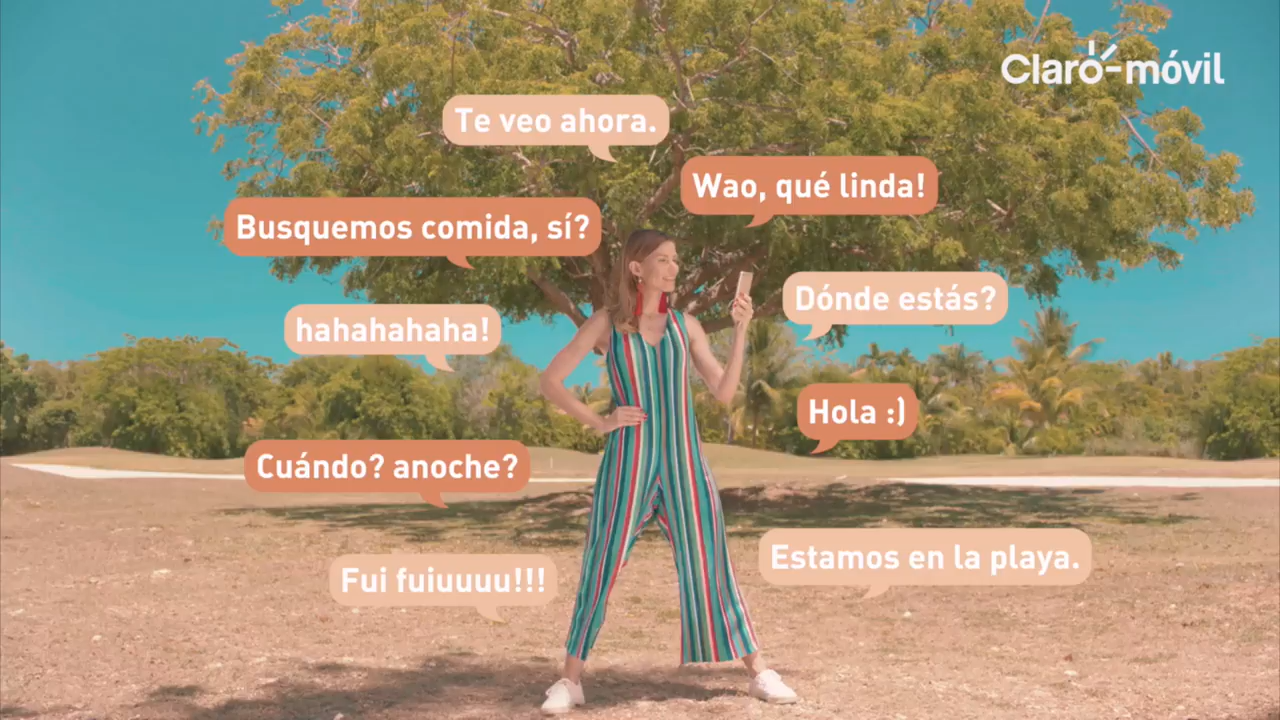 Claro-móvil
Te veo ahora.
Wao, qué linda!
Busquemos comida, sí?
Dónde estás?
hahahahaha!
Hola :)
Cuándo? anoche?
Estamos en la playa.
Fui fuiuuuu!!!